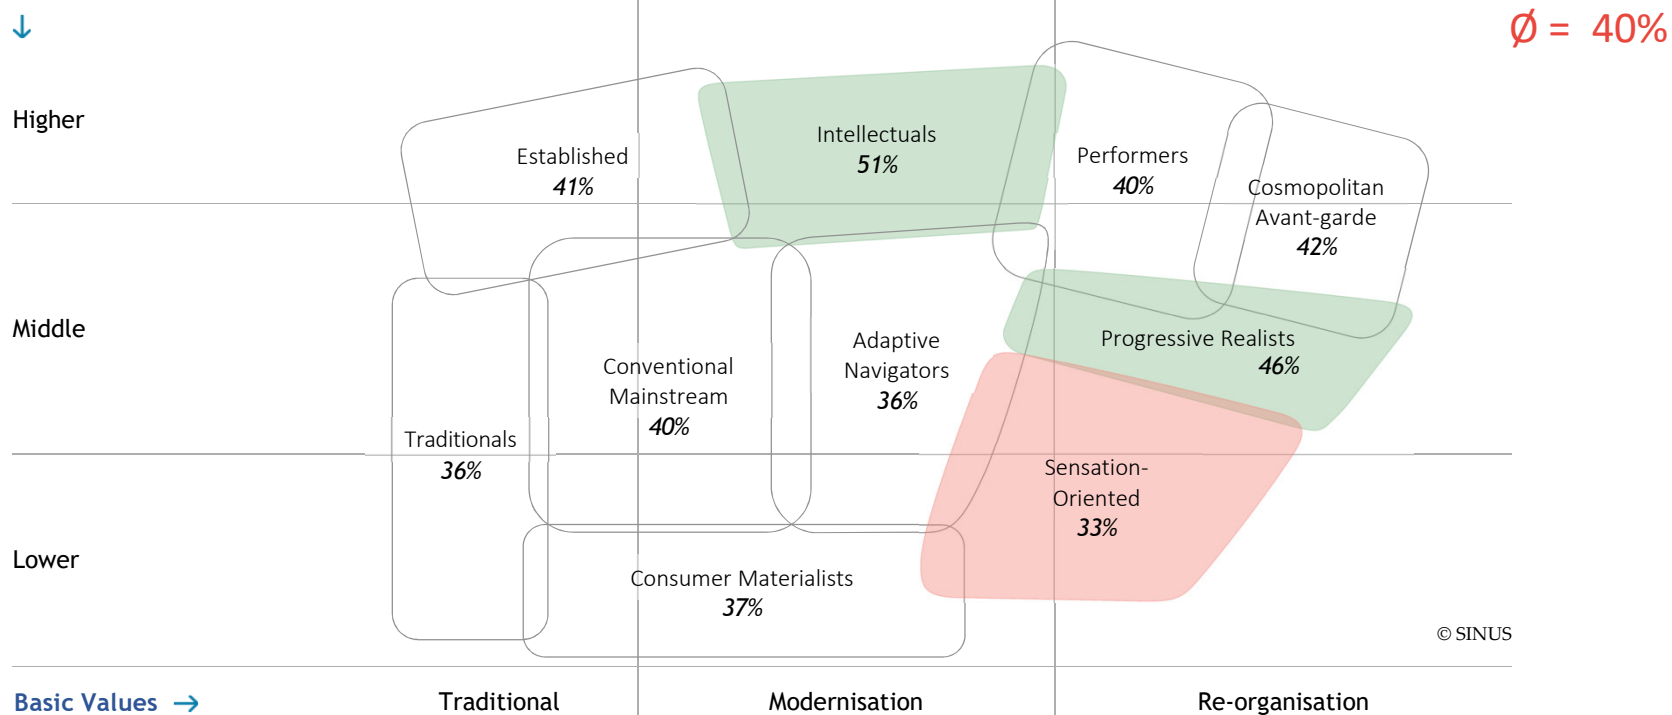 ↓
Ø = 40%
Higher
Established
41%
Intellectuals
51%
Performers
40%
Cosmopolitan
Avant-garde
42%
Middle
Conventional
Mainstream
40%
Adaptive
Navigators
36%
Progressive Realists
46%
Traditionals
36%
Sensation-
Oriented
33%
Lower
Consumer Materialists
37%
© SINUS
Basic Values →
Traditional
Modernisation
Re-organisation